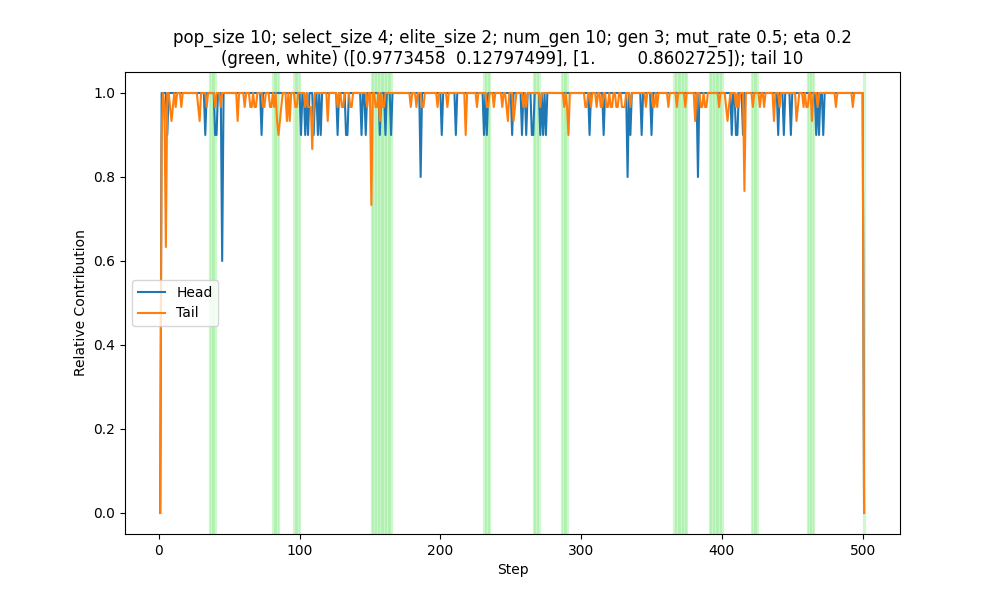 pop_size 10; select_size 4; elite_size 2; num_gen 10; gen 3; mut_rate 0.5; eta 0.2
(green, white) ([0.9773458  0.12797499], [1.         0.8602725]); tail 10
1.0
0.8
0.6
0.4
0.2
0.0
Relative Contribution
Head
Tail
0 100 200 300 400 500
Step